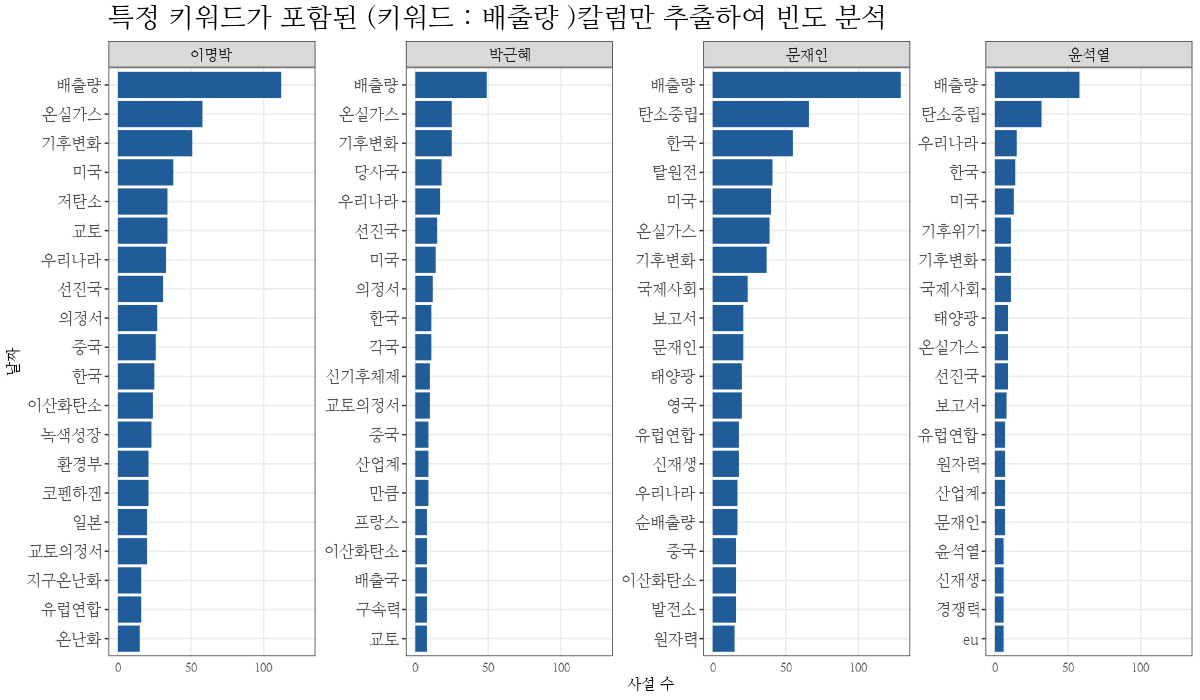 특정 키워드가 포함된 (키워드 : 배출량 )칼럼만 추출하여 빈도 분석
이명박
배출량
온실가스
기후변화
미국
저탄소
교토
우리나라
선진국
의정서
중국
한국
이산화탄소
녹색성장
환경부
코펜하겐
일본
교토의정서
지구온난화
유럽연합
온난화
0 50 100
박근혜
배출량
온실가스
기후변화
당사국
우리나라
선진국
미국
의정서
한국
각국
신기후체제
교토의정서
중국
산업계
만큼
프랑스
이산화탄소
배출국
구속력
교토
0 50 100
문재인
배출량
탄소중립
한국
탈원전
미국
온실가스
기후변화
국제사회
보고서
문재인
태양광
영국
유럽연합
신재생
우리나라
순배출량
중국
이산화탄소
발전소
원자력
0 50 100
윤석열
배출량
탄소중립
우리나라
한국
미국
기후위기
기후변화
국제사회
태양광
온실가스
선진국
보고서
유럽연합
원자력
산업계
문재인
윤석열
신재생
경쟁력
eu
0 50 100
날짜
사설 수